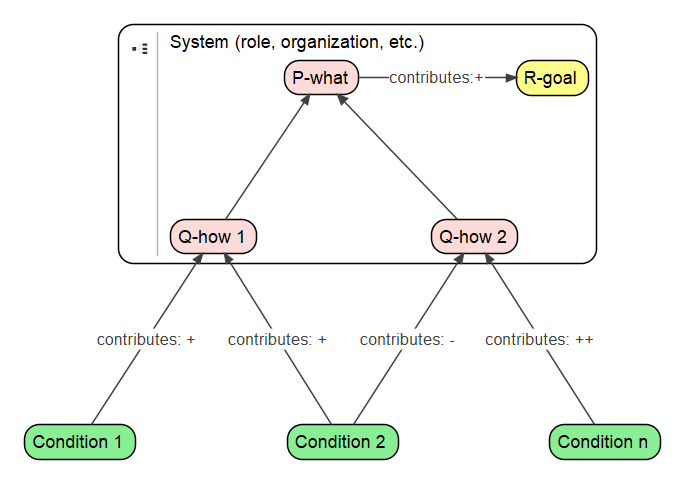 System (role, organization, etc.)
P-what
contributes:+
R-goal
Q-how 1
Q-how 2
contributes: +
contributes: +
contributes: -
contributes: ++
Condition 1
Condition 2
Condition n